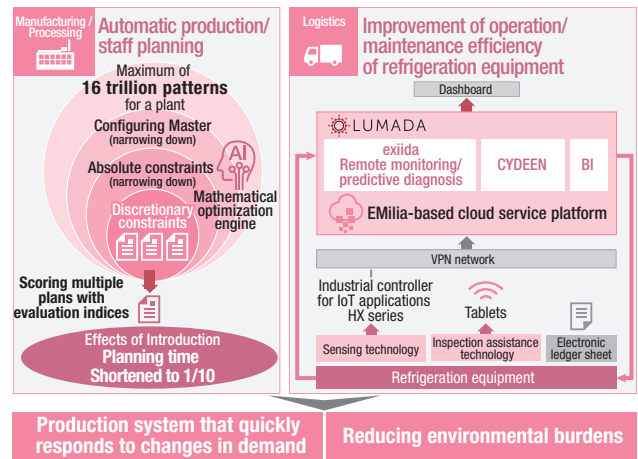 Manufacturing /
Processing
Automatic production/
staff planning
Maximum of
16 trillion patterns
for a plant
Configuring Master
(narrowing down)
Absolute constraints
(narrowing down)
AI
Mathematical
optimization
engine
Discretionary
constraints
Scoring multiple
plans with
evaluation indices
Effects of Introduction
Planning time
Shortened to 1/10
Logistics
Improvement of operation/
maintenance efficiency
of refrigeration equipment
Dashboard
LUMADA
exiida
Remote monitoring/
predictive diagnosis
CYDEEN
BI
EMilia-based cloud service platform
VPN network
Industrial controller
for IoT applications
HX series
Tablets
Sensing technology
Inspection assistance
technology
Electronic
ledger sheet
Refrigeration equipment
Production system that quickly
responds to changes in demand
Reducing environmental burdens